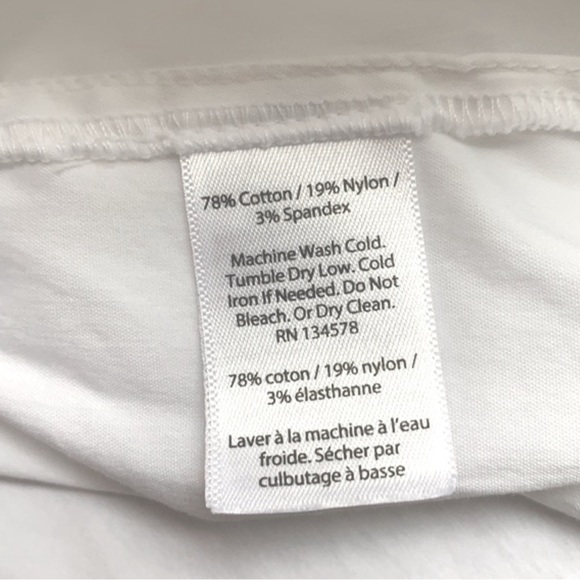 78% Cotton / 19% Nylon /
3% Spandex
Machine Wash Cold.
Tumble Dry Low. Cold
Iron If Needed. Do Not
Bleach. Or Dry Clean.
RN 134578
78% coton / 19% nylon /
3% élasthanne
Laver à la machine à l'eau
froide. Sécher par
culbutage à basse